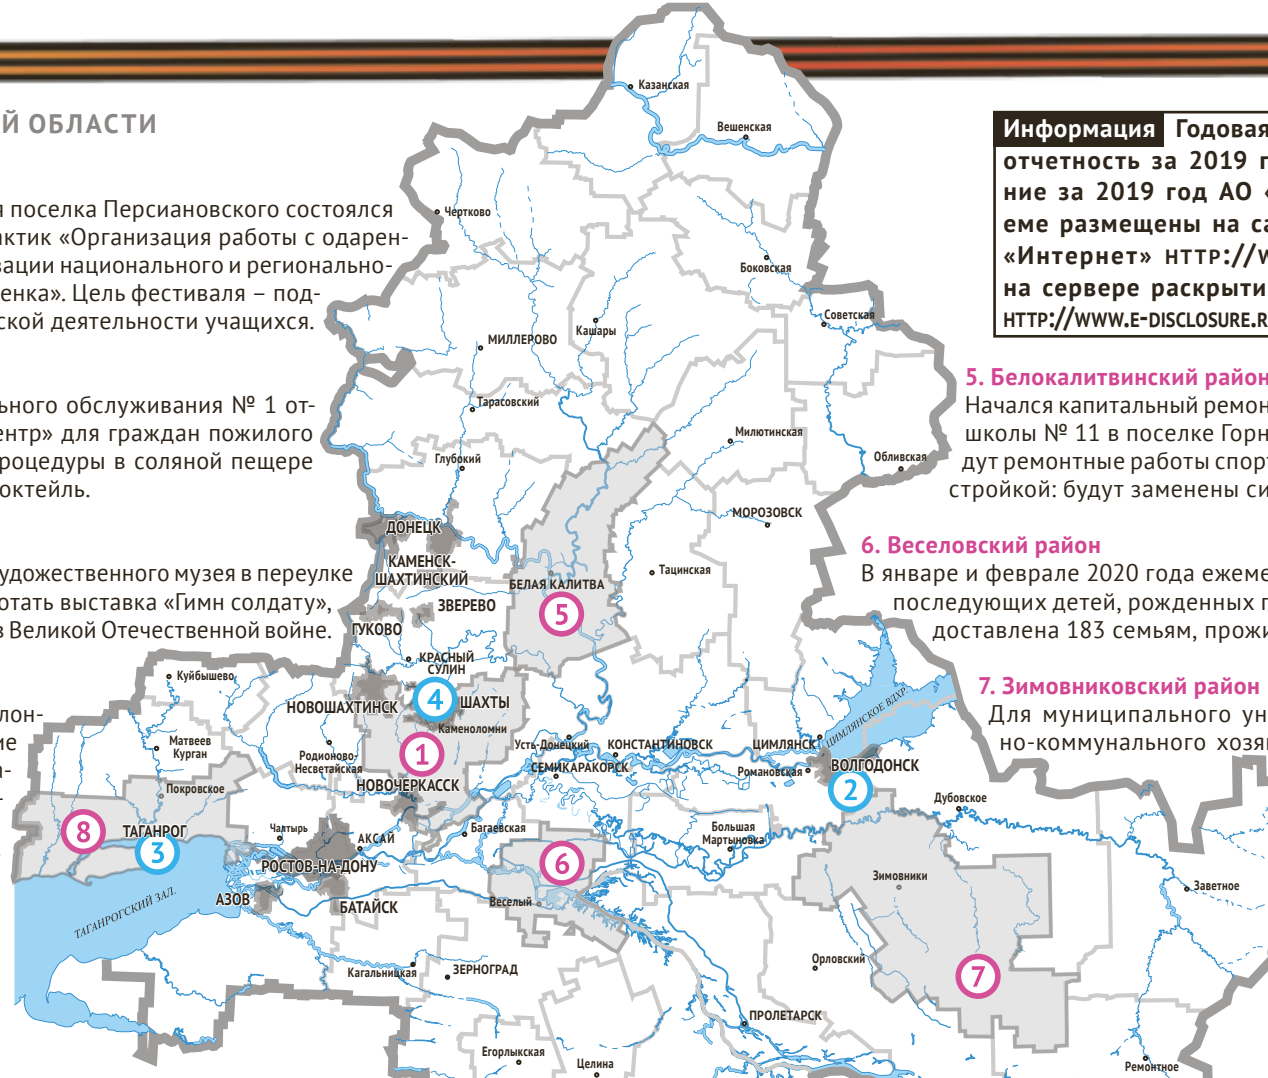 Й ОБЛАСТИ
я поселка Персиановского состоялся
актик «Организация работы с одарен-
зации национального и регионально-
енка». Цель фестиваля – под-
ской деятельности учащихся.
ьного обслуживания № 1 от-
ентр» для граждан пожилого
роцедуры в соляной пещере
октейль.
удожественного музея в переулке
отать выставка «Гимн солдату»,
в Великой Отечественной войне.
лон-
ие
а-
-
Информация Годовая
отчетность за 2019 г
ние за 2019 год АО «
еме размещены на са
«Интернет» HTTP://W
на сервере раскрыти
HTTP://WWW.E-DISCLOSURE.R
5. Белокалитвинский район
Начался капитальный ремон
школы № 11 в поселке Горн
дут ремонтные работы спорт
стройкой: будут заменены си
6. Веселовский район
В январе и феврале 2020 года ежеме
последующих детей, рожденных п
доставлена 183 семьям, прожи
7. Зимовниковский район
Для муниципального ун
но-коммунального хозя
Казанская
Вешенская
Чертково
Боковская
Советская
Кашары
МИЛЛЕРОВО
Тарасовский
Милютинская
Глубокий
Обливская
МОРОЗОВСК
ДОНЕЦК
КАМЕНСК-
ШАХТИНСКИЙ
Тацинская
БЕЛАЯ КАЛИТВА
5
ЗВЕРЕВО
ГУКОВО
КРАСНЫЙ
СУЛИН
Куйбышево
НОВОШАХТИНСК
4
ШАХТЫ
Каменоломни
ЦИМЛЯНСКОЕ ВДХР.
Матвеев
Курган
Родионово-
Несветайская
1
Усть-Донецкий
КОНСТАНТИНОВСК
ЦИМЛЯНСК
СЕМИКАРАКОРСК
Романовская
ВОЛГОДОНСК
2
Покровское
НОВОЧЕРКАССК
Дубовское
8
ТАГАНРОГ
3
Чалтырь
АКСАЙ
Багаевская
Большая
Мартыновка
РОСТОВ-НА-ДОНУ
6
Зимовники
Заветное
АЗОВ
БАТАЙСК
Веселый
ТАГАНРОГСКИЙ ЗАЛ.
Кагальницкая
ЗЕРНОГРАД
Орловский
7
ПРОЛЕТАРСК
Егорлыкская
Целина
Ремонтное